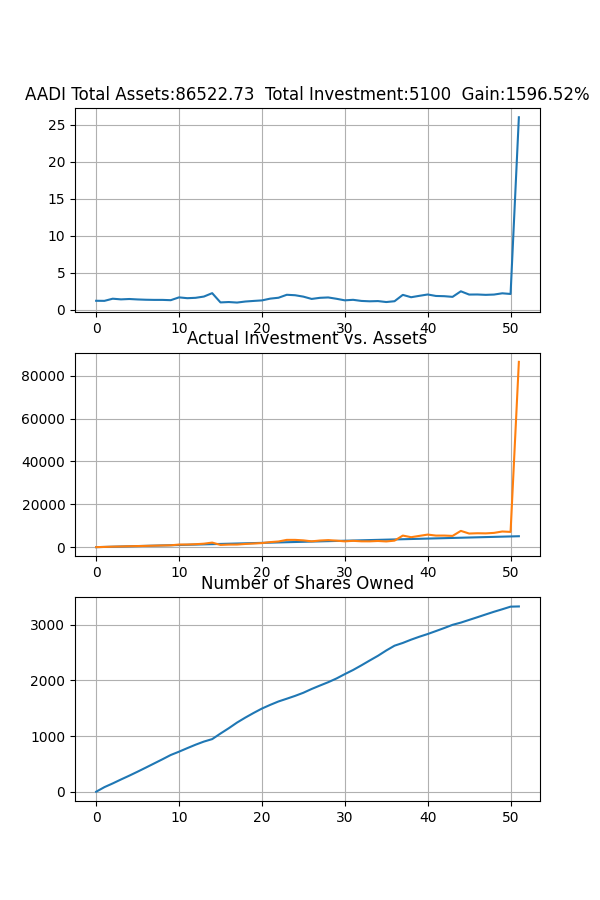 AADI Total Assets:86522.73  Total Investment:5100  Gain:1596.52%
25
20
15
10
5
0
0 10 20 30 40 50
Actual Investment vs. Assets
80000
60000
40000
20000
0
0 10 20 30 40 50
Number of Shares Owned
3000
2000
1000
0
0 10 20 30 40 50